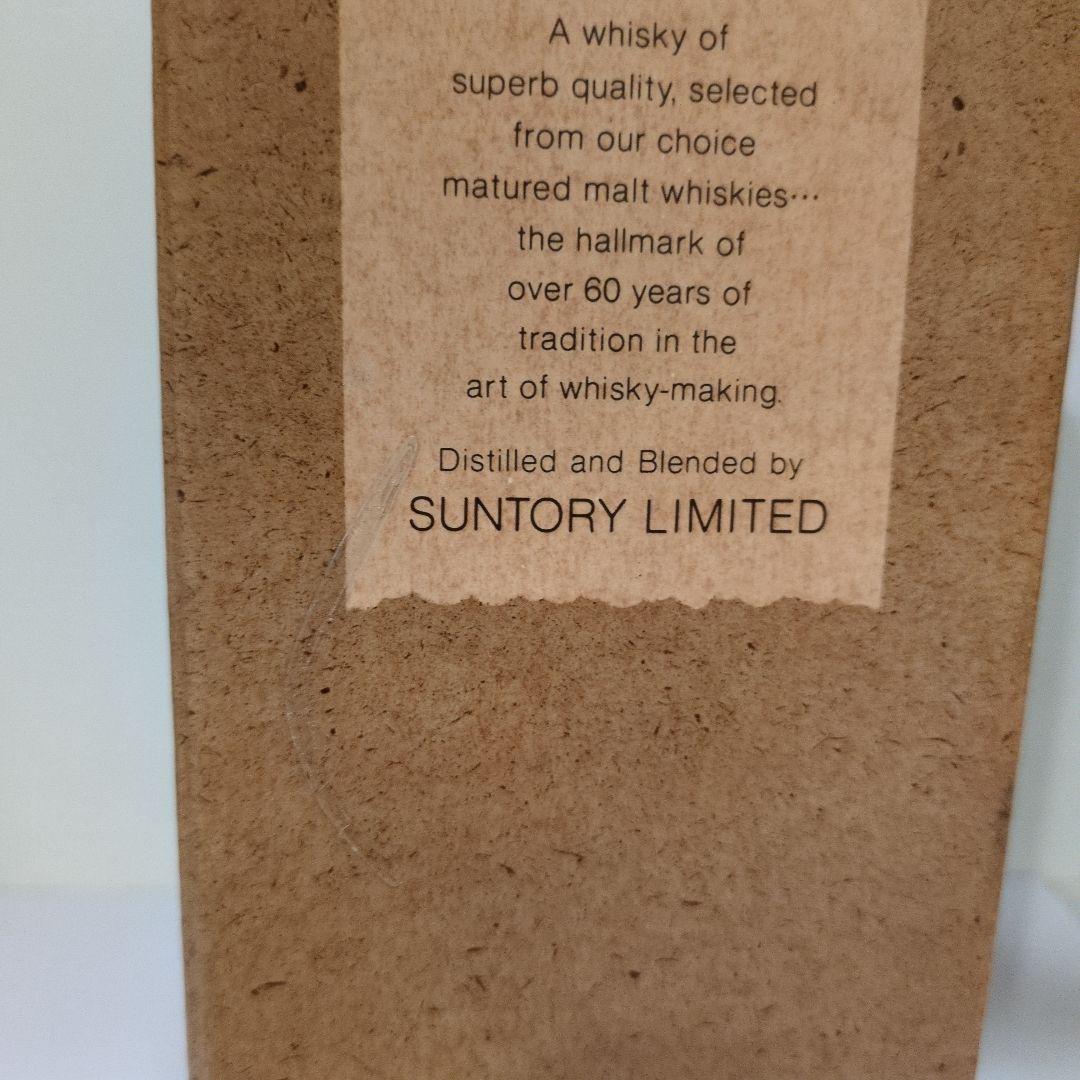 A whisky of
superb quality, selected
from our choice
matured malt whiskies…
the hallmark of
over 60 years of
tradition in the
art of whisky-making.
Distilled and Blended by
SUNTORY LIMITED